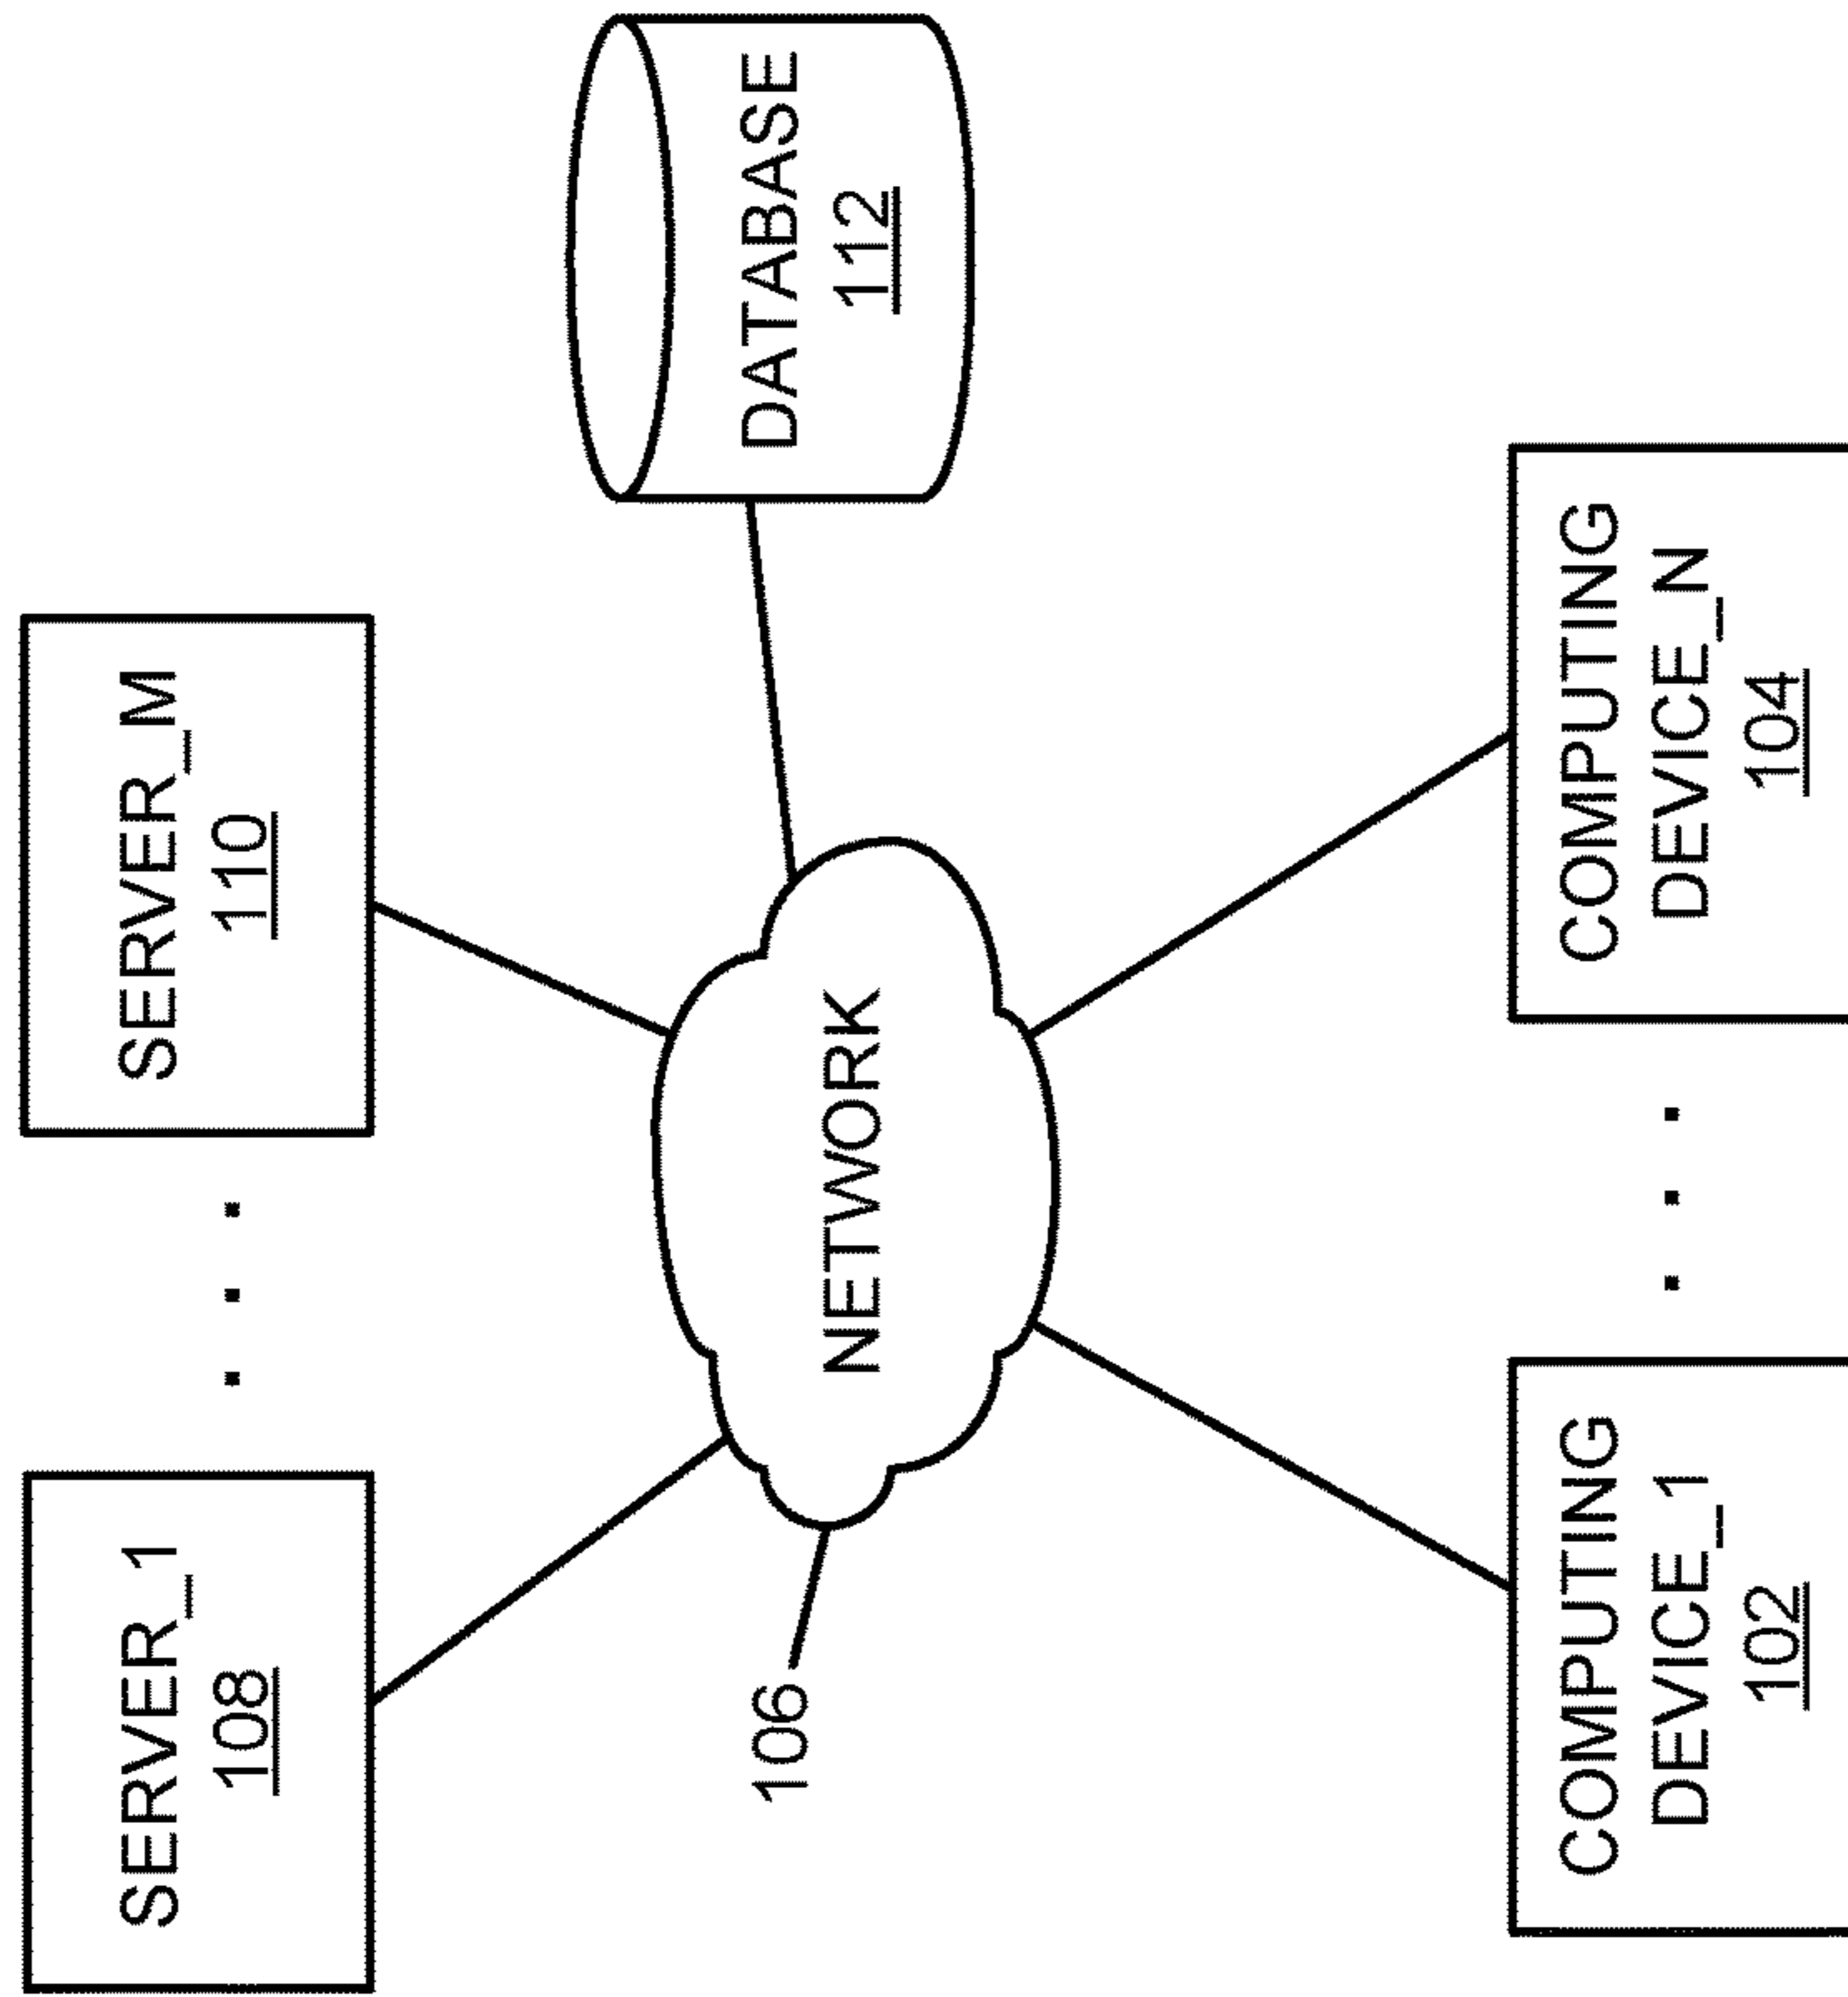 SERVER_1
108
. . .
SERVER_M
110
NETWORK
106
DATABASE
112
COMPUTING
DEVICE_1
102
. . .
COMPUTING
DEVICE_N
104